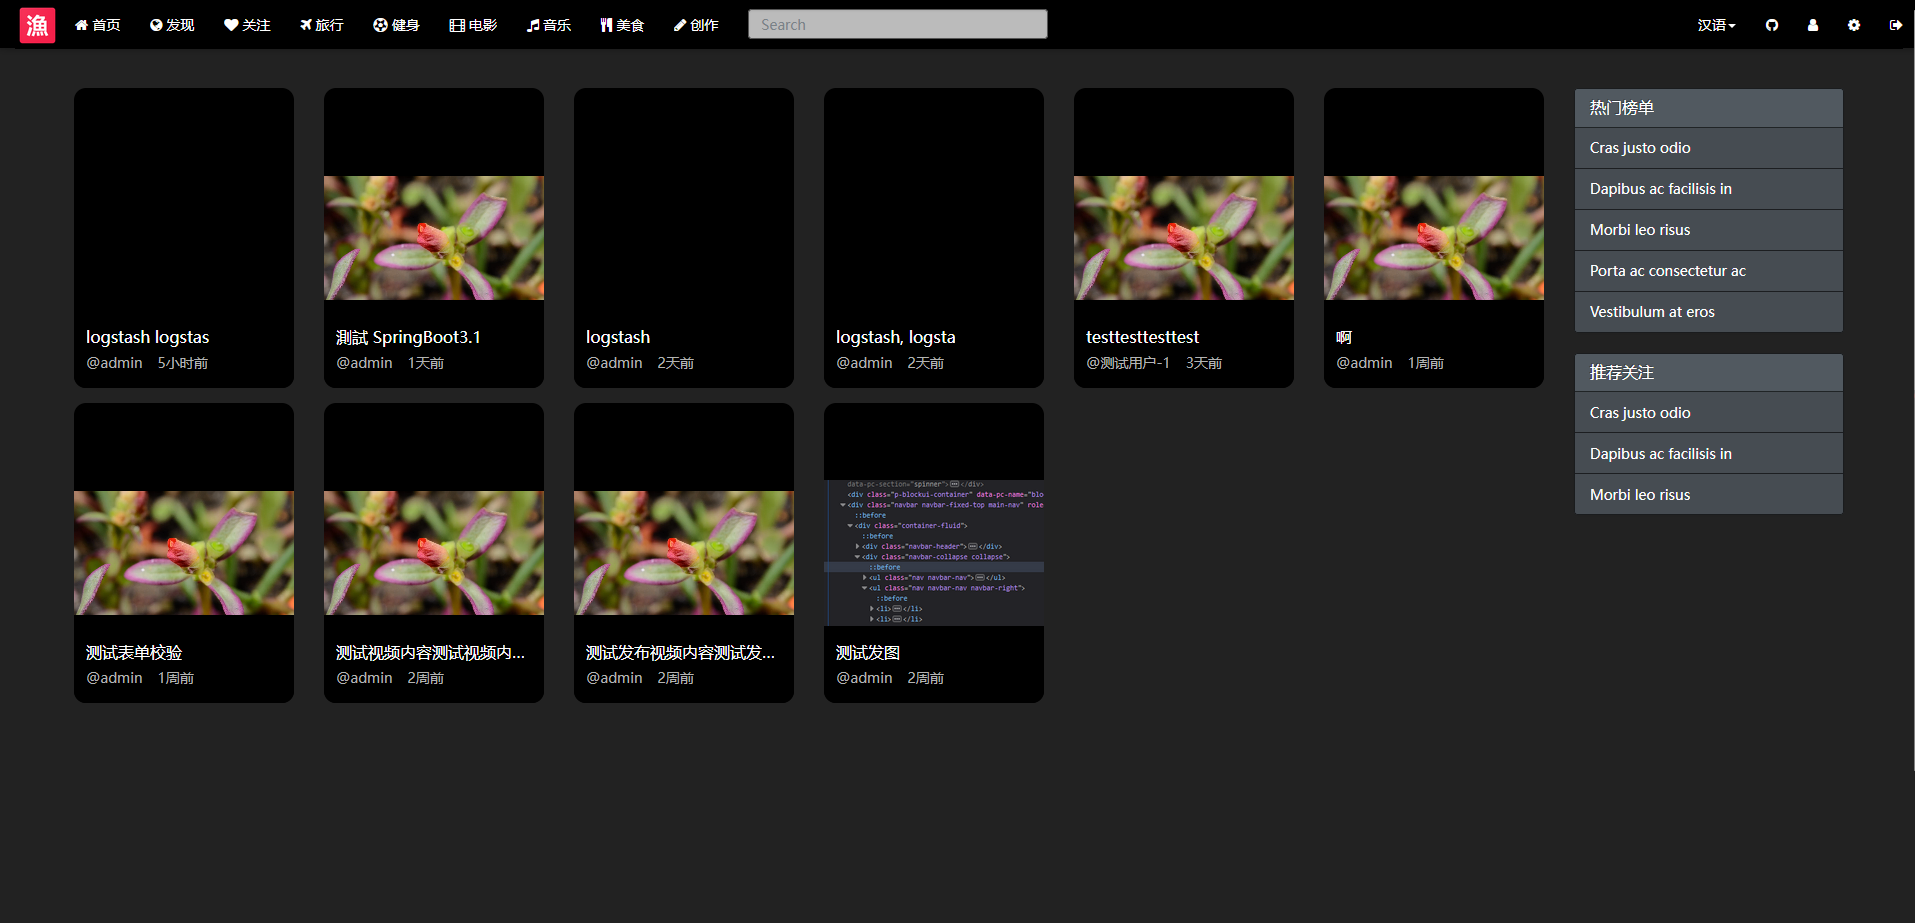 漁 首页 发现 关注 旅行 健身 电影 音乐 美食 创作 Search 汉语
logstash logstas
@admin 5小时前
測試 SpringBoot3.1
@admin 1天前
logstash
@admin 2天前
logstash, logsta
@admin 2天前
testtesttesttest
@测试用户-1 3天前
啊
@admin 1周前
测试表单校验
@admin 1周前
测试视频内容测试视频内...
@admin 2周前
测试发布视频内容测试发...
@admin 2周前
data-pc-section="spinner"> </div>
<div class="p-blockui-container" data-pc-name="blo
<div class="navbar navbar-fixed-top main-nav" role
::before
<div class="container-fluid">
::before
<div class="navbar-header"> </div>
<div class="navbar-collapse collapse">
::before
<ul class="nav navbar-nav"> </ul>
<ul class="nav navbar-nav navbar-right">
::before
<li> </li>
<li> </li>
测试发图
@admin 2周前
热门榜单
Cras justo odio
Dapibus ac facilisis in
Morbi leo risus
Porta ac consectetur ac
Vestibulum at eros
推荐关注
Cras justo odio
Dapibus ac facilisis in
Morbi leo risus